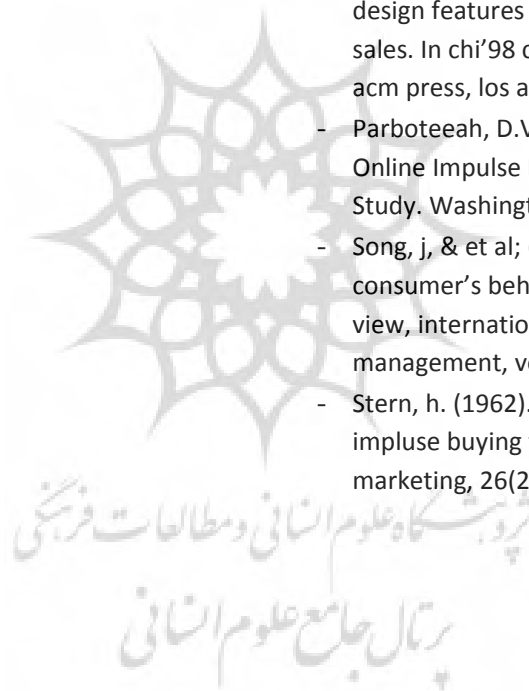 design features
sales. In chi’98 c
acm press, los a
- Parboteeah, D.V
Online Impulse
Study. Washingt
- Song, j, & et al;
consumer’s beh
view, internatio
management, v
- Stern, h. (1962).
impluse buying
marketing, 26(2
پژوهشگاه علوم انسانی و مطالعات فرهنگی
پرتال جامع علوم انسانی